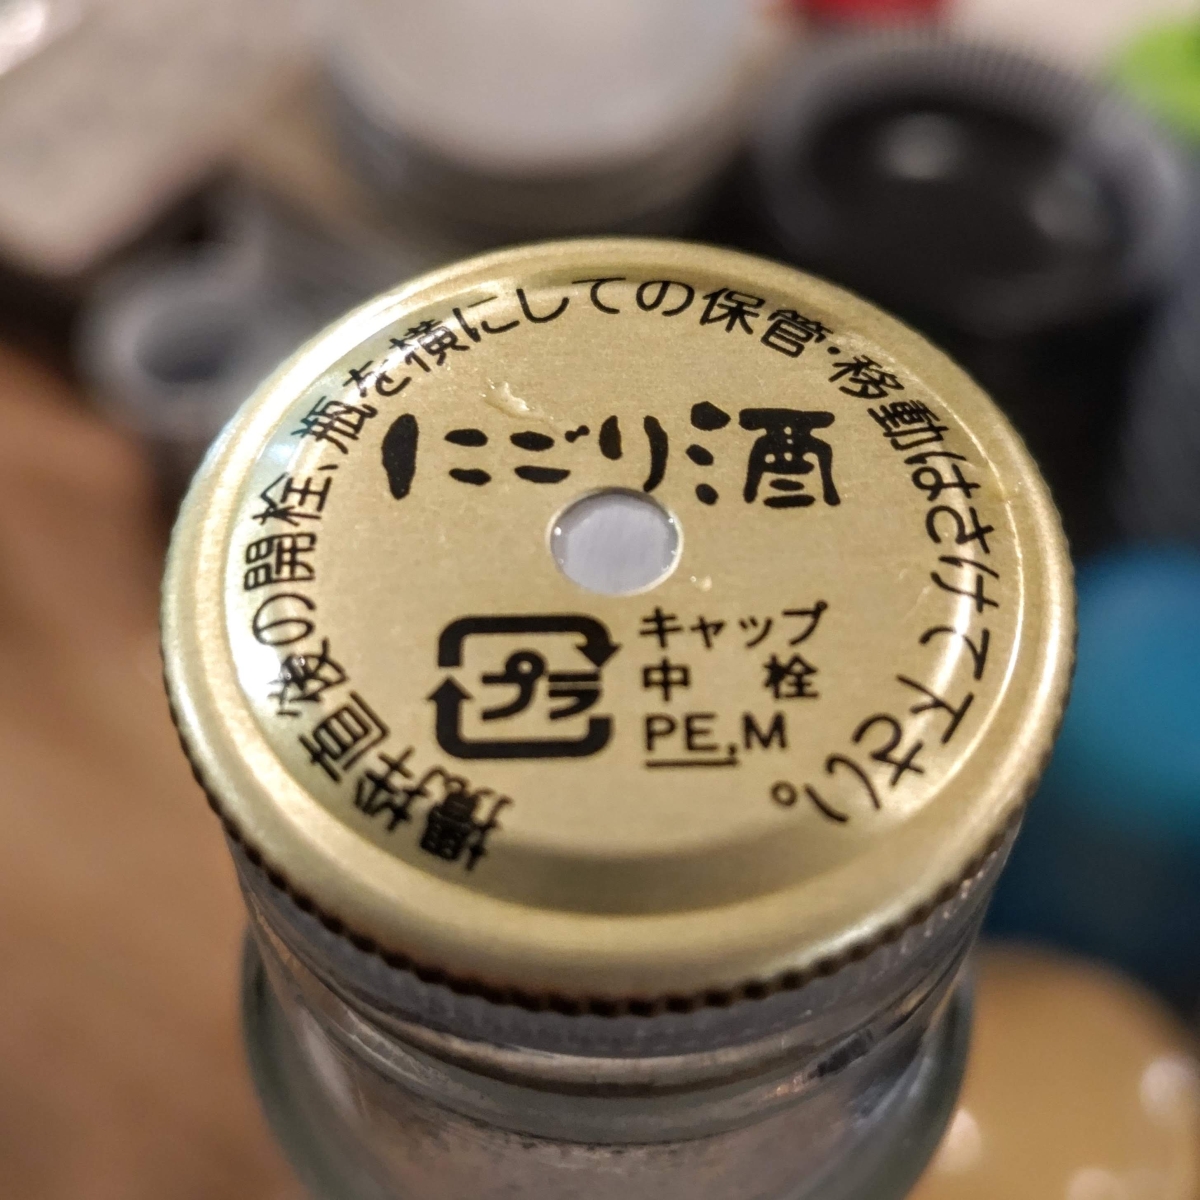 攪拌直後の開栓、瓶を横にしての保管・移動はさけて下さい。
にごり酒
プラ
キャップ
中 栓
PE,M